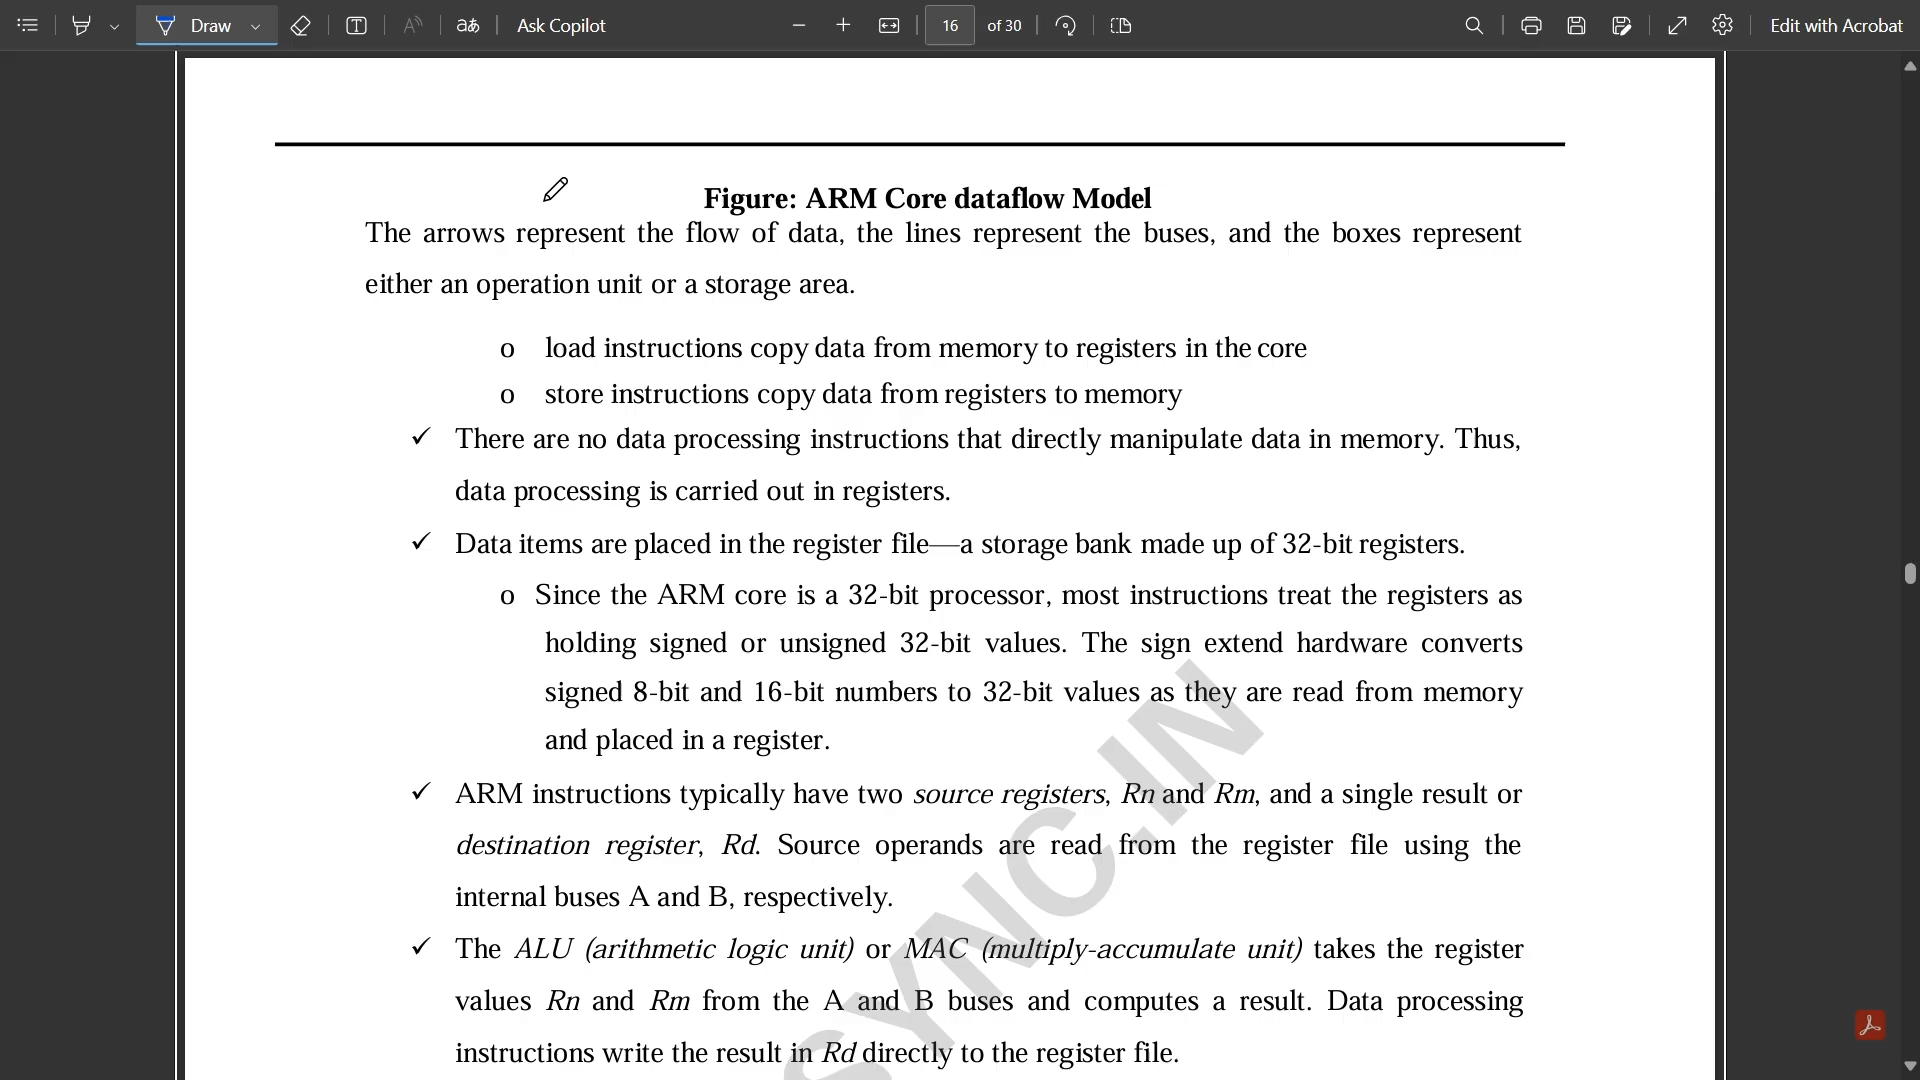 Draw
T
A
aあ
Ask Copilot
16
of 30
Edit with Acrobat
Figure: ARM Core dataflow Model
The arrows represent the flow of data, the lines represent the buses, and the boxes represent
either an operation unit or a storage area.
o load instructions copy data from memory to registers in the core
o store instructions copy data from registers to memory
✓ There are no data processing instructions that directly manipulate data in memory. Thus,
data processing is carried out in registers.
✓ Data items are placed in the register file—a storage bank made up of 32-bit registers.
o Since the ARM core is a 32-bit processor, most instructions treat the registers as
holding signed or unsigned 32-bit values. The sign extend hardware converts
signed 8-bit and 16-bit numbers to 32-bit values as they are read from memory
and placed in a register.
✓ ARM instructions typically have two source registers, Rn and Rm, and a single result or
destination register, Rd. Source operands are read from the register file using the
internal buses A and B, respectively.
✓ The ALU (arithmetic logic unit) or MAC (multiply-accumulate unit) takes the register
values Rn and Rm from the A and B buses and computes a result. Data processing
instructions write the result in Rd directly to the register file.
SYNC.IN